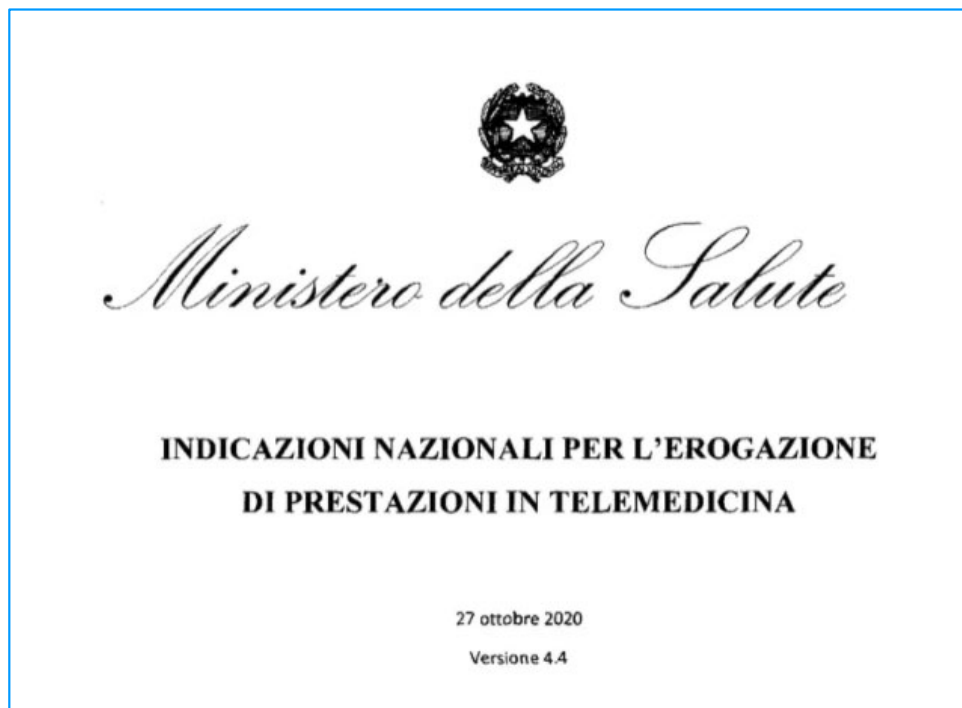 Ministero della Salute
INDICAZIONI NAZIONALI PER L'EROGAZIONE
DI PRESTAZIONI IN TELEMEDICINA
27 ottobre 2020
Versione 4.4